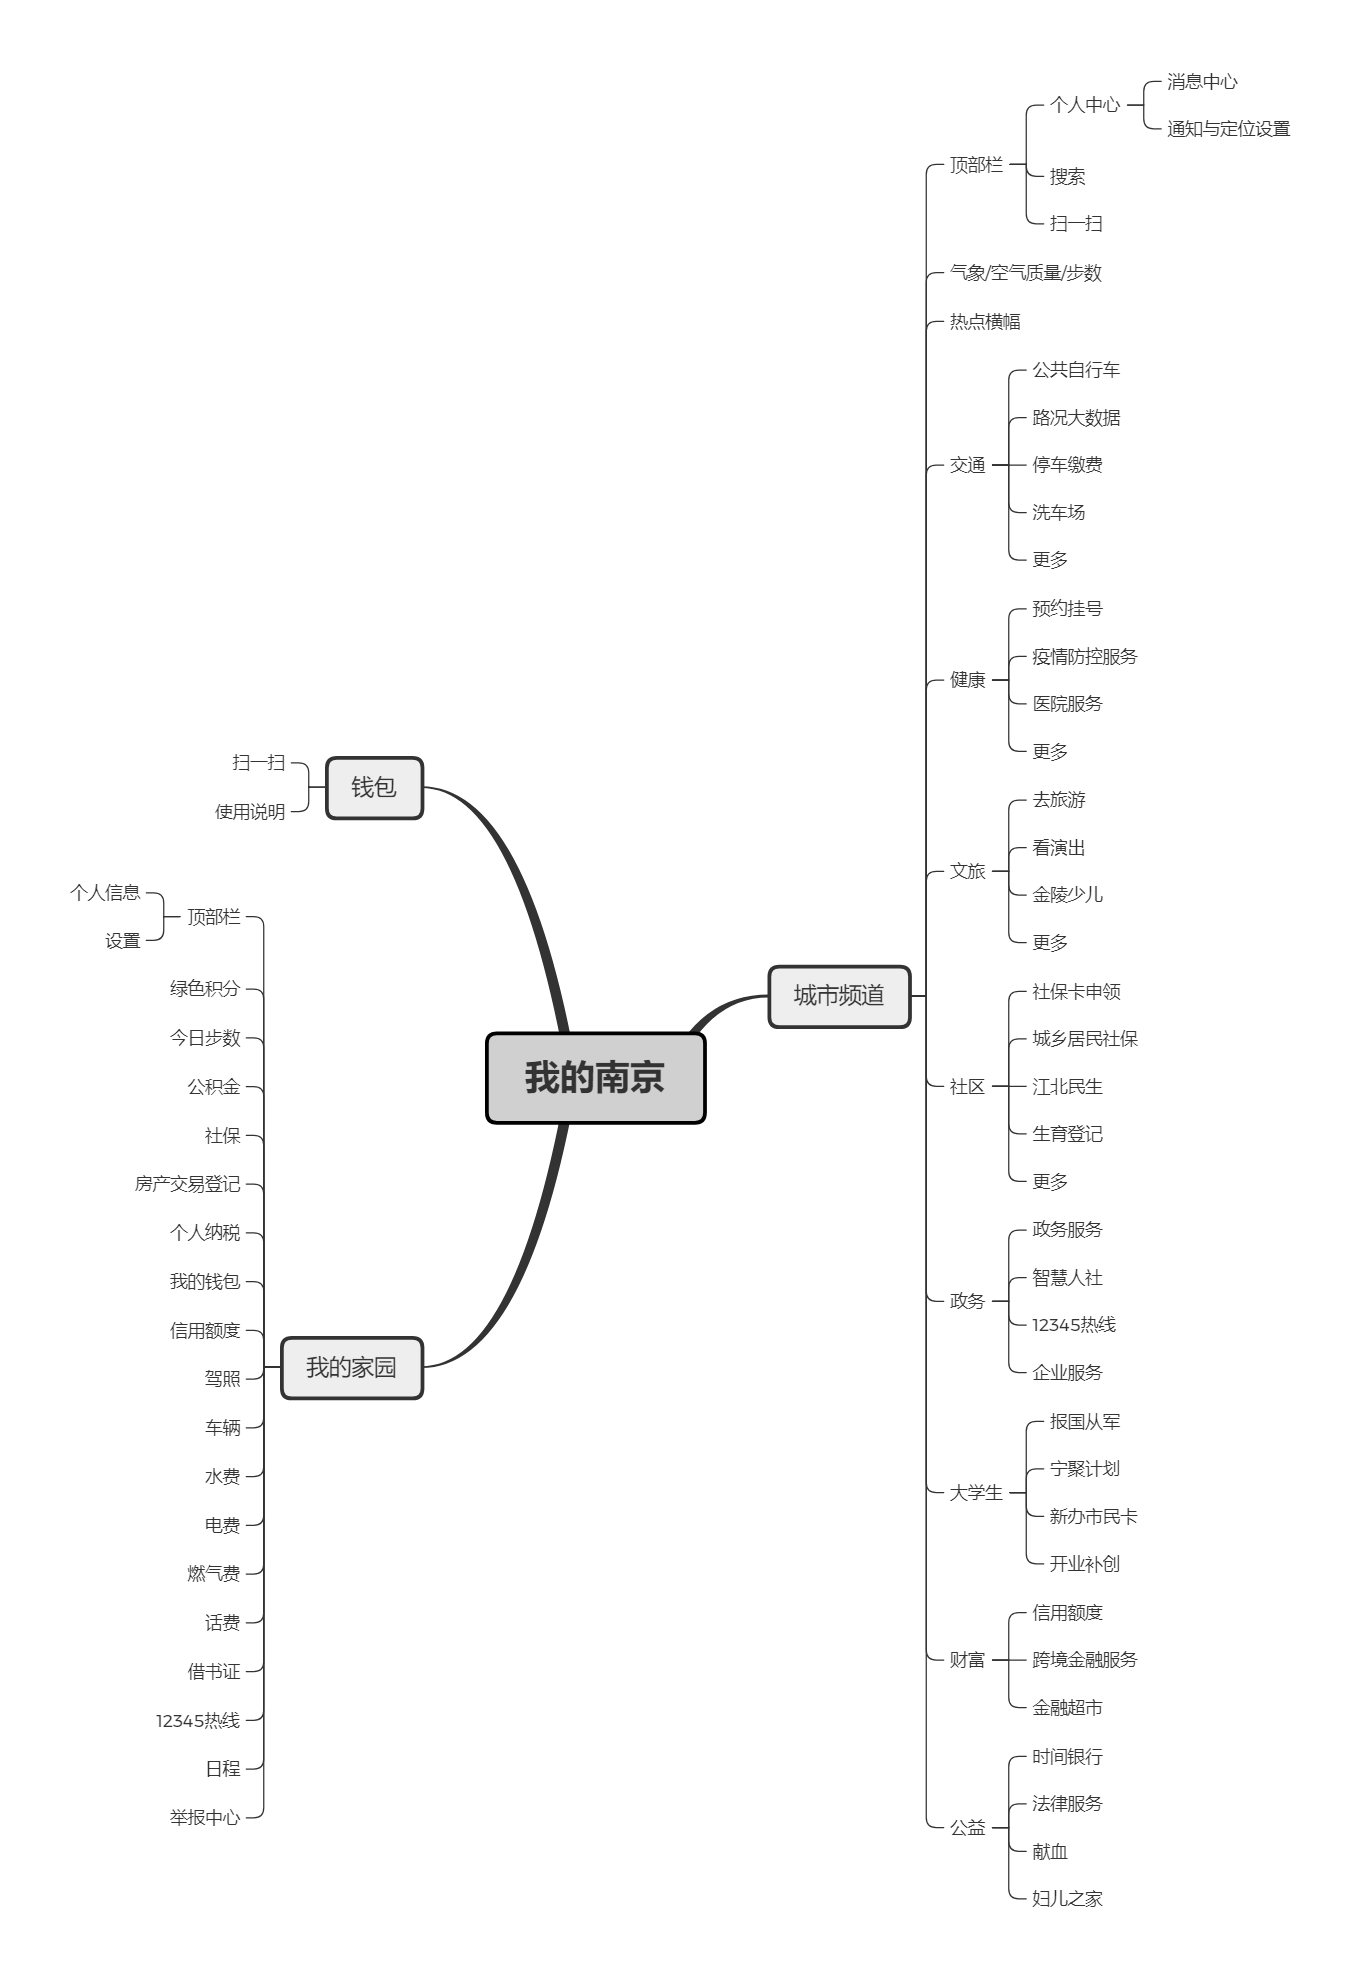 我的南京
城市频道
顶部栏
个人中心
消息中心
通知与定位设置
搜索
扫一扫
气象/空气质量/步数
热点横幅
交通
公共自行车
路况大数据
停车缴费
洗车场
更多
健康
预约挂号
疫情防控服务
医院服务
更多
文旅
去旅游
看演出
金陵少儿
更多
社区
社保卡申领
城乡居民社保
江北民生
生育登记
更多
政务
政务服务
智慧人社
12345热线
企业服务
大学生
报国从军
宁聚计划
新办市民卡
开业补创
财富
信用额度
跨境金融服务
金融超市
公益
时间银行
法律服务
献血
妇儿之家
钱包
扫一扫
使用说明
我的家园
顶部栏
个人信息
设置
绿色积分
今日步数
公积金
社保
房产交易登记
个人纳税
我的钱包
信用额度
驾照
车辆
水费
电费
燃气费
话费
借书证
12345热线
日程
举报中心